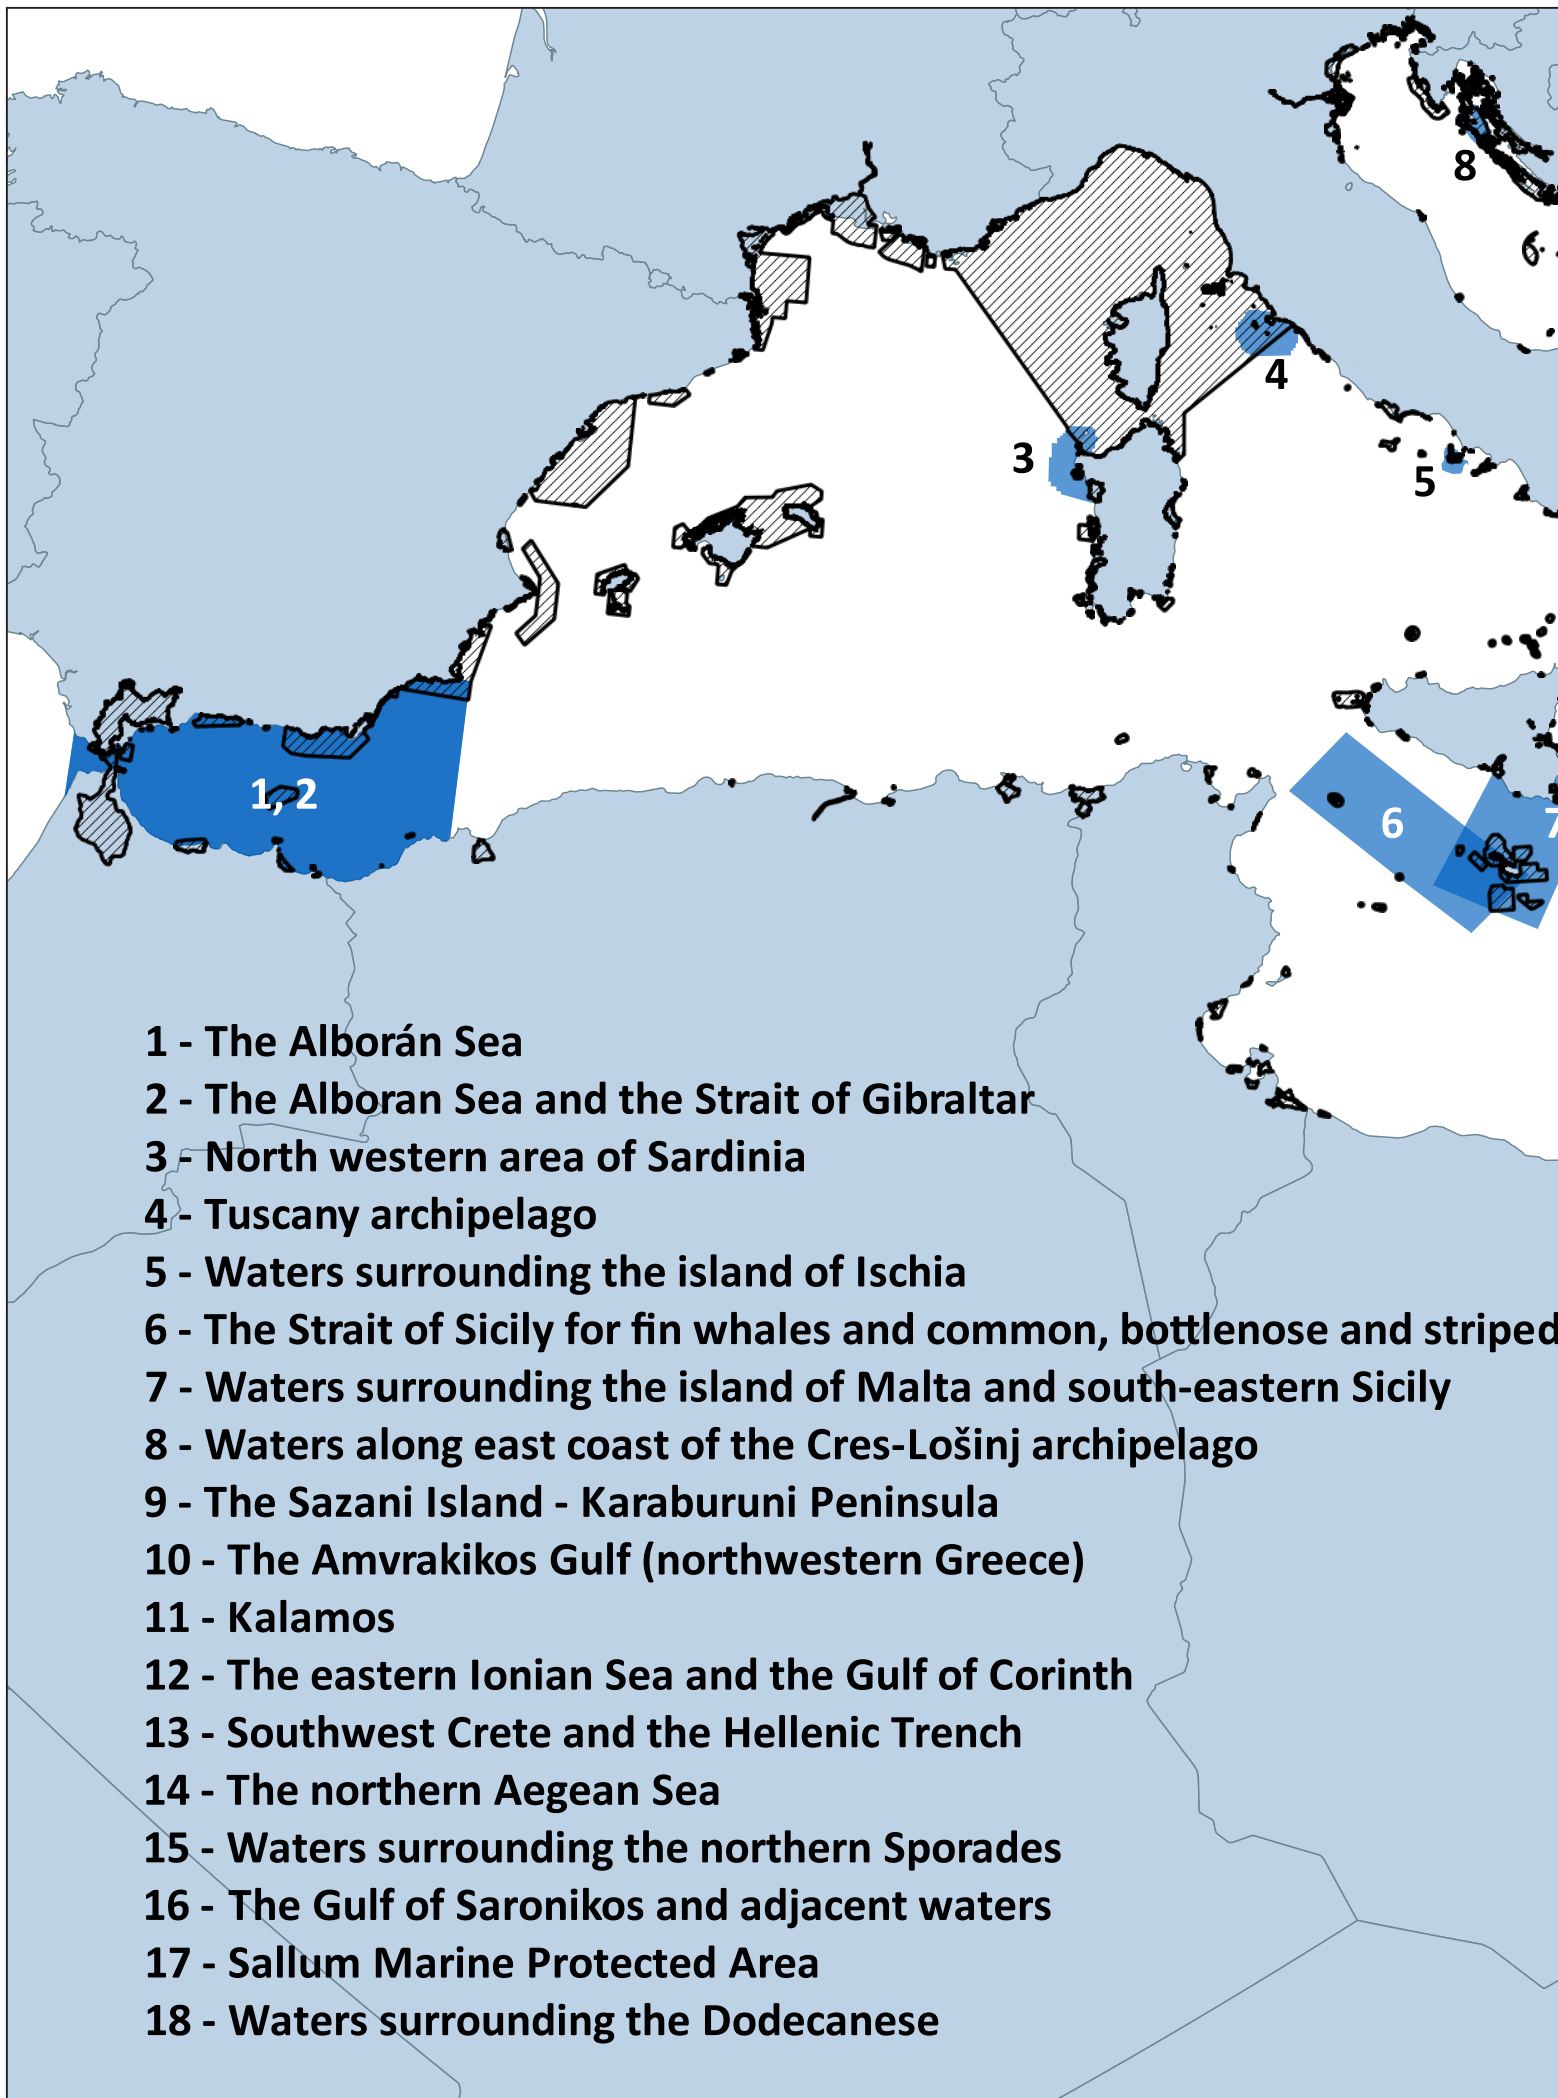 8
4
3
5
1, 2
6
7
1 - The Alborán Sea
2 - The Alboran Sea and the Strait of Gibraltar
3 - North western area of Sardinia
4 - Tuscany archipelago
5 - Waters surrounding the island of Ischia
6 - The Strait of Sicily for fin whales and common, bottlenose and striped
7 - Waters surrounding the island of Malta and south-eastern Sicily
8 - Waters along east coast of the Cres-Lošinj archipelago
9 - The Sazani Island - Karaburuni Peninsula
10 - The Amvrakikos Gulf (northwestern Greece)
11 - Kalamos
12 - The eastern Ionian Sea and the Gulf of Corinth
13 - Southwest Crete and the Hellenic Trench
14 - The northern Aegean Sea
15 - Waters surrounding the northern Sporades
16 - The Gulf of Saronikos and adjacent waters
17 - Sallum Marine Protected Area
18 - Waters surrounding the Dodecanese